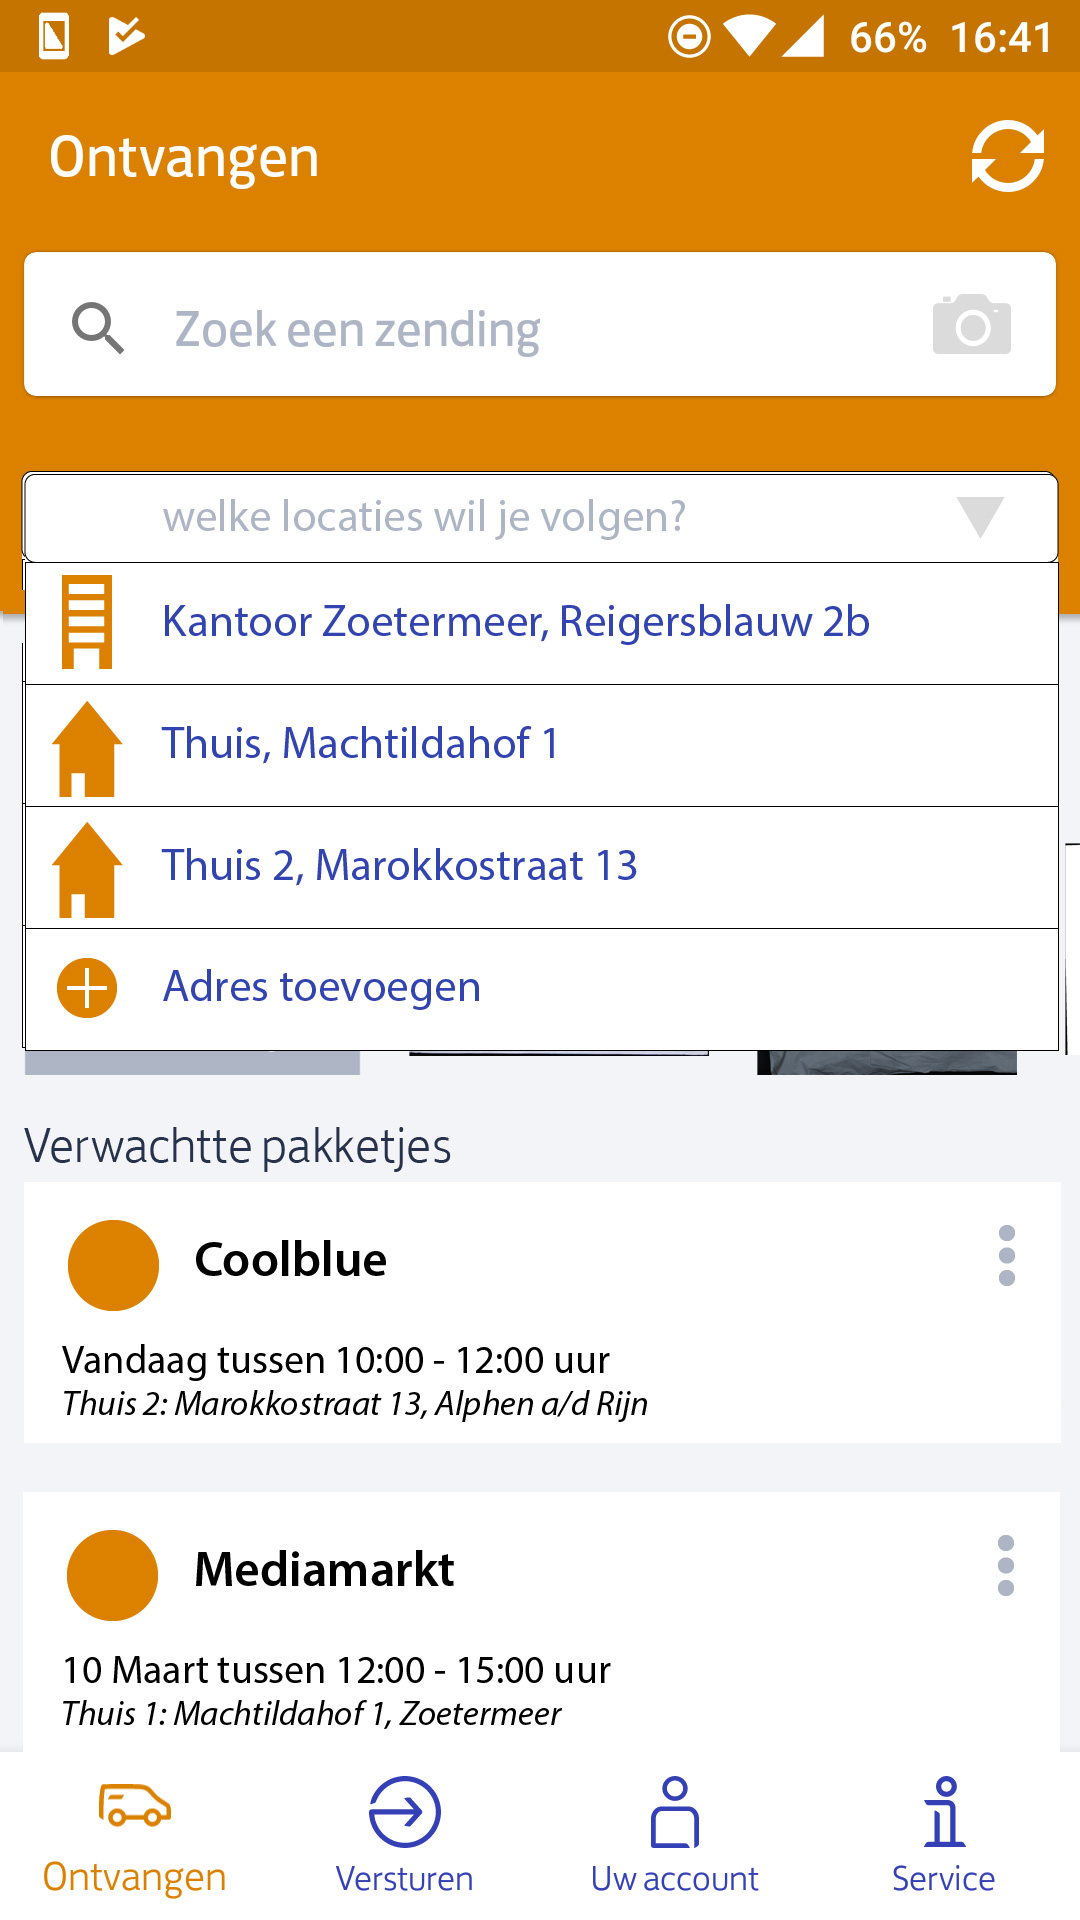 66% 16:41
Ontvangen
Zoek een zending
welke locaties wil je volgen?
Kantoor Zoetermeer, Reigersblauw 2b
Thuis, Machtildahof 1
Thuis 2, Marokkostraat 13
Adres toevoegen
Verwachtte pakketjes
Coolblue
Vandaag tussen 10:00 - 12:00 uur
Thuis 2: Marokkostraat 13, Alphen a/d Rijn
Mediamarkt
10 Maart tussen 12:00 - 15:00 uur
Thuis 1: Machtildahof 1, Zoetermeer
Ontvangen Versturen Uw account Service